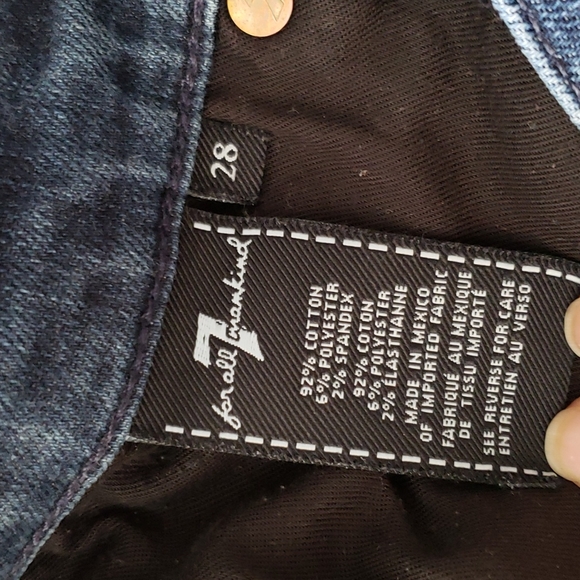 28
7
for all mankind
92% COTTON
6% POLYESTER
2% SPANDEX
92% COTON
6% POLYESTER
2% ÉLASTHANNE
MADE IN MEXICO
OF IMPORTED FABRIC
FABRIQUÉ AU MEXIQUE
DE TISSU IMPORTÉ
SEE REVERSE FOR CARE
ENTRETIEN AU VERSO